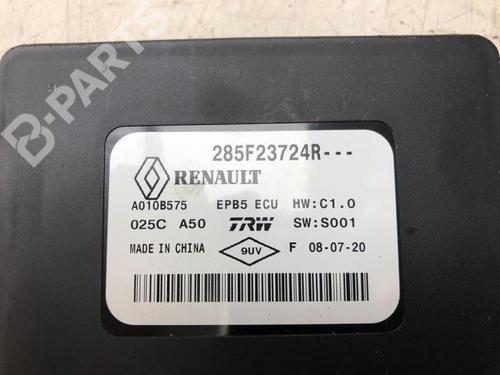 B-PARTS
285F23724R---
RENAULT
A010B575 EPB5 ECU HW:C1.0
025C A50 TRW SW:S001
MADE IN CHINA 9UV F 08-07-20